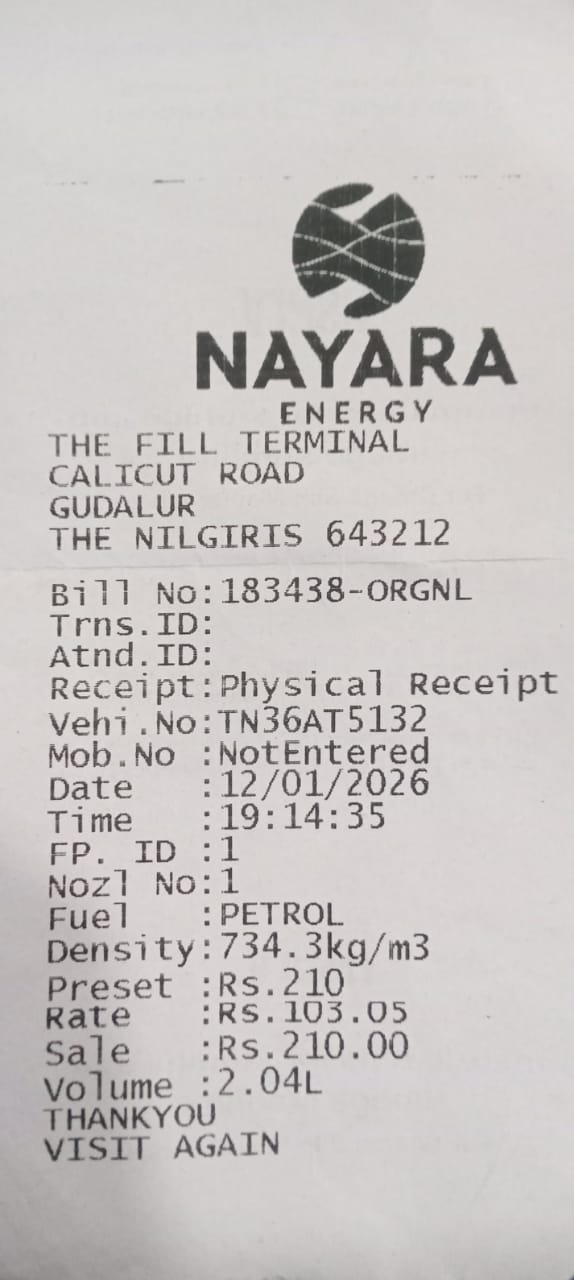 NAYARA
ENERGY
THE FILL TERMINAL
CALICUT ROAD
GUDALUR
THE NILGIRIS 643212
Bill No:183438-ORGNL
Trns.ID:
Atnd.ID:
Receipt:Physical Receipt
Vehi.No:TN36AT5132
Mob.No :NotEntered
Date   :12/01/2026
Time   :19:14:35
FP. ID :1
Nozl No:1
Fuel   :PETROL
Density:734.3kg/m3
Preset :Rs.210
Rate   :Rs.103.05
Sale   :Rs.210.00
Volume :2.04L
THANKYOU
VISIT AGAIN